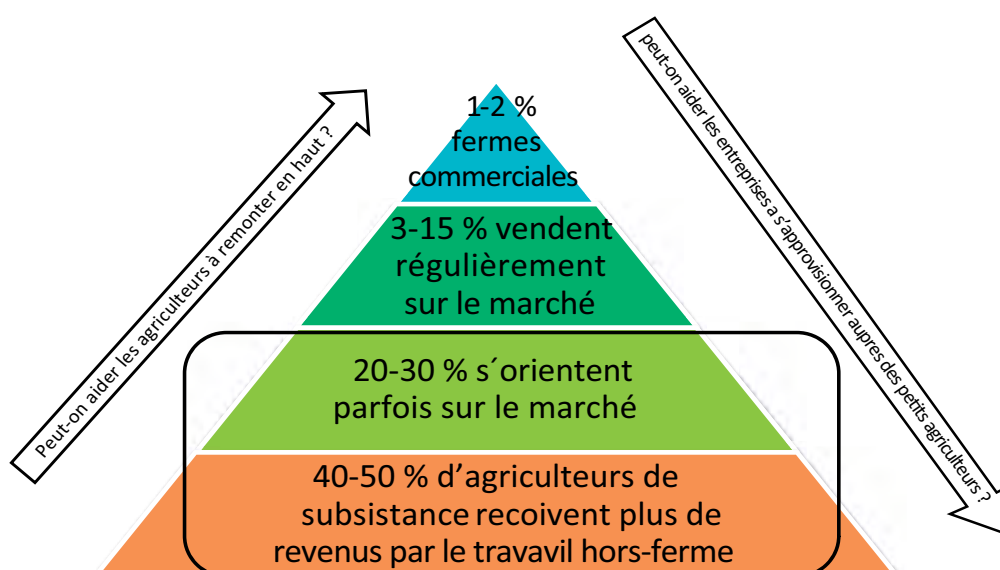 Peut-on aider les agriculteurs à remonter en haut ?
peut-on aider les entreprises a s'approvisionner aupres des petits agriculteurs ?
1-2 %
fermes
commerciales
3-15 % vendent
régulièrement
sur le marché
20-30 % s´orientent
parfois sur le marché
40-50 % d’agriculteurs de
subsistance recoivent plus de
revenus par le travavil hors-ferme